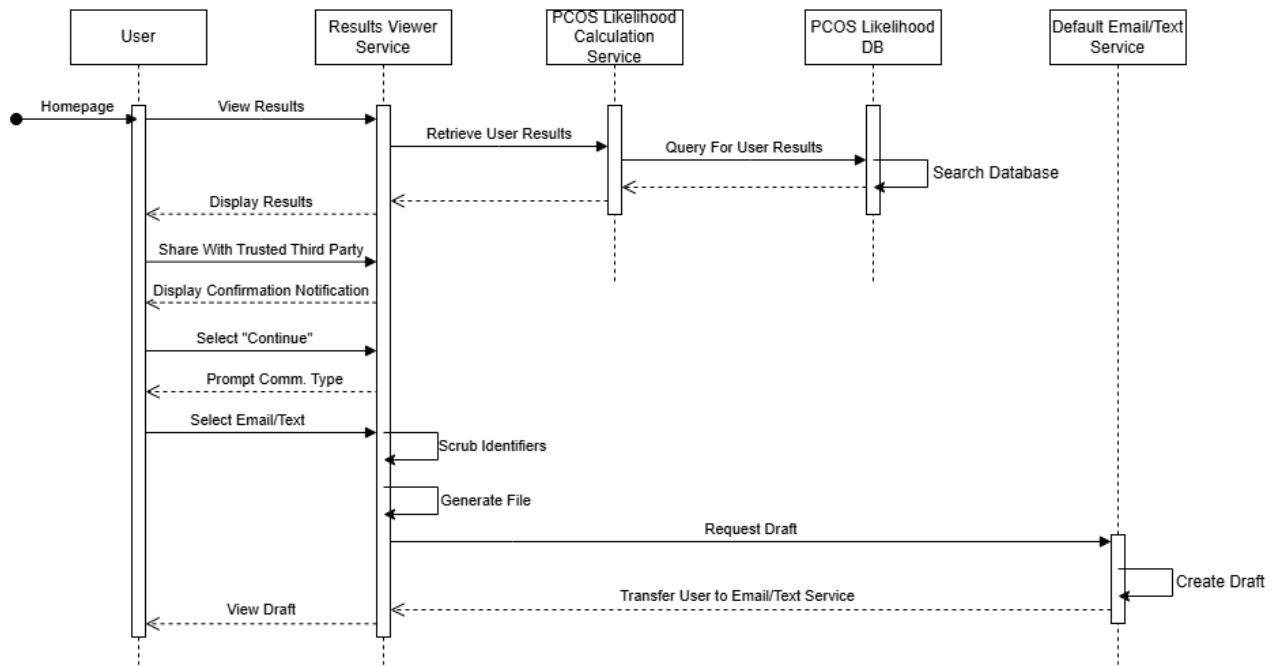 User
Results Viewer
Service
PCOS Likelihood
Calculation
Service
PCOS Likelihood
DB
Default Email/Text
Service
Homepage
View Results
Retrieve User Results
Query For User Results
Search Database
Display Results
Share With Trusted Third Party
Display Confirmation Notification
Select "Continue"
Prompt Comm. Type
Select Email/Text
Scrub Identifiers
Generate File
Request Draft
Create Draft
Transfer User to Email/Text Service
View Draft